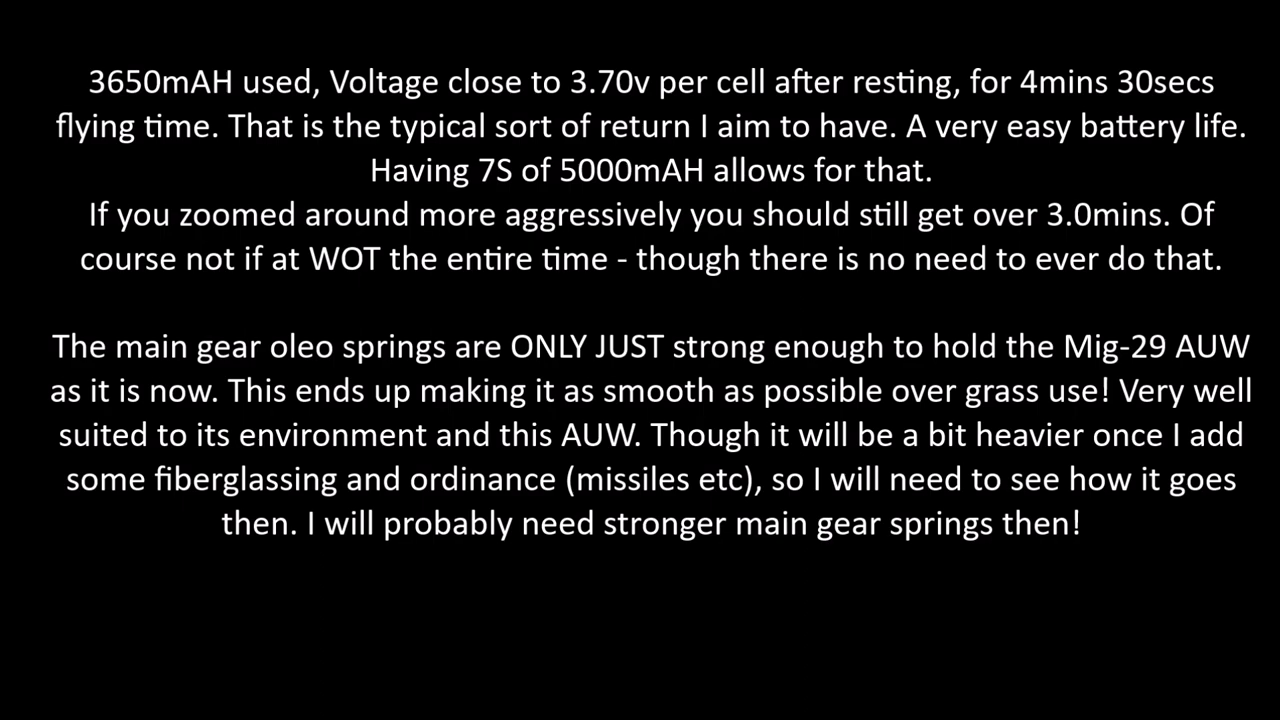 3650mAH used, Voltage close to 3.70v per cell after resting, for 4mins 30secs
flying time. That is the typical sort of return I aim to have. A very easy battery life.
Having 7S of 5000mAH allows for that.
If you zoomed around more aggressively you should still get over 3.0mins. Of
course not if at WOT the entire time - though there is no need to ever do that.
The main gear oleo springs are ONLY JUST strong enough to hold the Mig-29 AUW
as it is now. This ends up making it as smooth as possible over grass use! Very well
suited to its environment and this AUW. Though it will be a bit heavier once I add
some fiberglassing and ordinance (missiles etc), so I will need to see how it goes
then. I will probably need stronger main gear springs then!